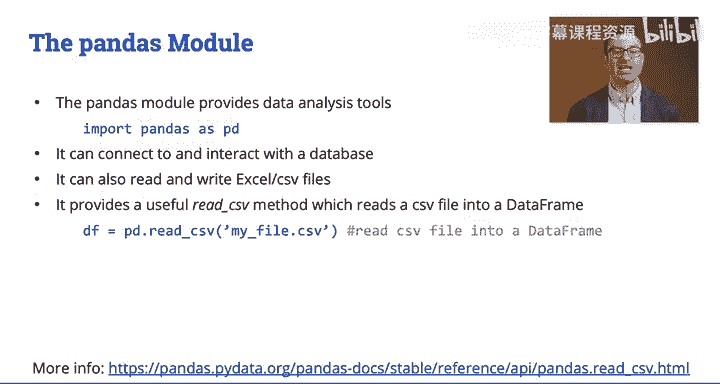 The pandas Module
幕课程资源 bilibil
• The pandas module provides data analysis tools
import pandas as pd
• It can connect to and interact with a database
• It can also read and write Excel/csv files
• It provides a useful read_csv method which reads a csv file into a DataFrame
df = pd.read_csv(’my_file.csv’) #read csv file into a DataFrame
More info: https://pandas.pydata.org/pandas-docs/stable/reference/api/pandas.read_csv.html